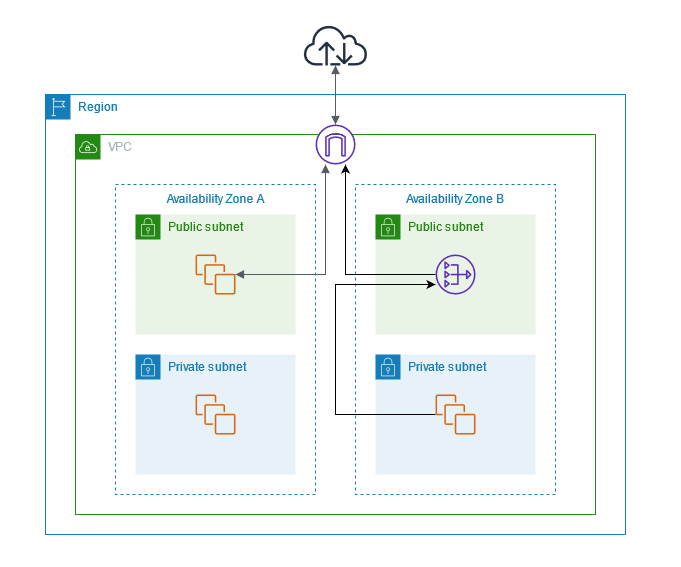 Region
VPC
Availability Zone A
Availability Zone B
Public subnet
Public subnet
Private subnet
Private subnet